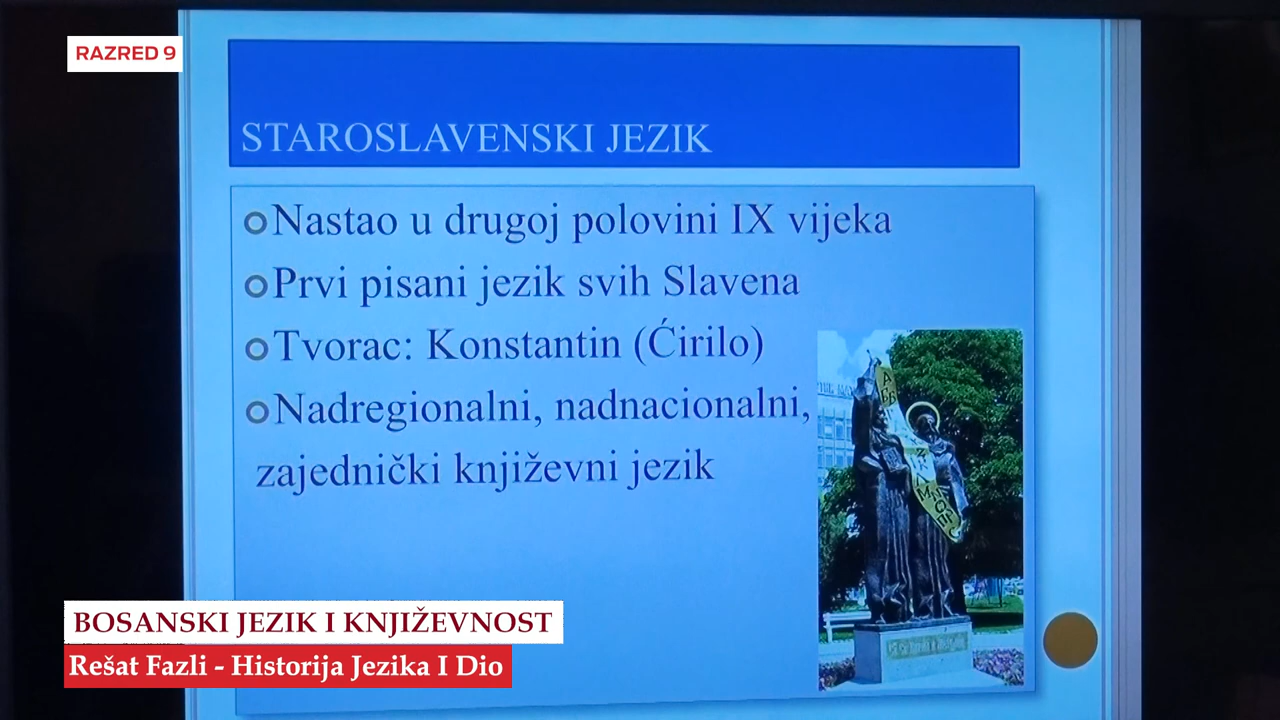 RAZRED 9
STAROSLAVENSKI JEZIK
Nastao u drugoj polovini IX vijeka
Prvi pisani jezik svih Slavena
Tvorac: Konstantin (Ćirilo)
Nadregionalni, nadnacionalni,
zajednički književni jezik
BOSANSKI JEZIK I KNJIŽEVNOST
Rešat Fazli - Historija Jezika I Dio